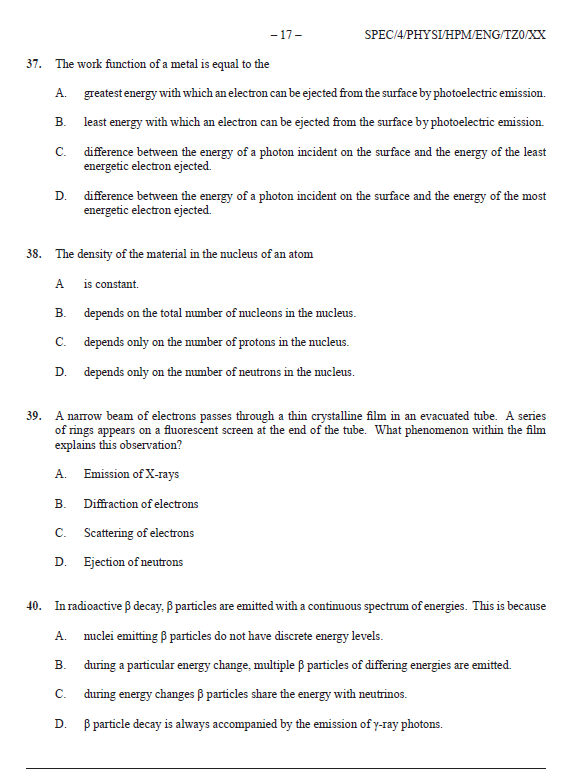 – 17 – SPEC/4/PHYSI/HPM/ENG/TZ0/XX
37. The work function of a metal is equal to the
A. greatest energy with which an electron can be ejected from the surface by photoelectric emission.
B. least energy with which an electron can be ejected from the surface by photoelectric emission.
C. difference between the energy of a photon incident on the surface and the energy of the least
energetic electron ejected.
D. difference between the energy of a photon incident on the surface and the energy of the most
energetic electron ejected.
38. The density of the material in the nucleus of an atom
A is constant.
B. depends on the total number of nucleons in the nucleus.
C. depends only on the number of protons in the nucleus.
D. depends only on the number of neutrons in the nucleus.
39. A narrow beam of electrons passes through a thin crystalline film in an evacuated tube. A series
of rings appears on a fluorescent screen at the end of the tube. What phenomenon within the film
explains this observation?
A. Emission of X-rays
B. Diffraction of electrons
C. Scattering of electrons
D. Ejection of neutrons
40. In radioactive β decay, β particles are emitted with a continuous spectrum of energies. This is because
A. nuclei emitting β particles do not have discrete energy levels.
B. during a particular energy change, multiple β particles of differing energies are emitted.
C. during energy changes β particles share the energy with neutrinos.
D. β particle decay is always accompanied by the emission of γ-ray photons.